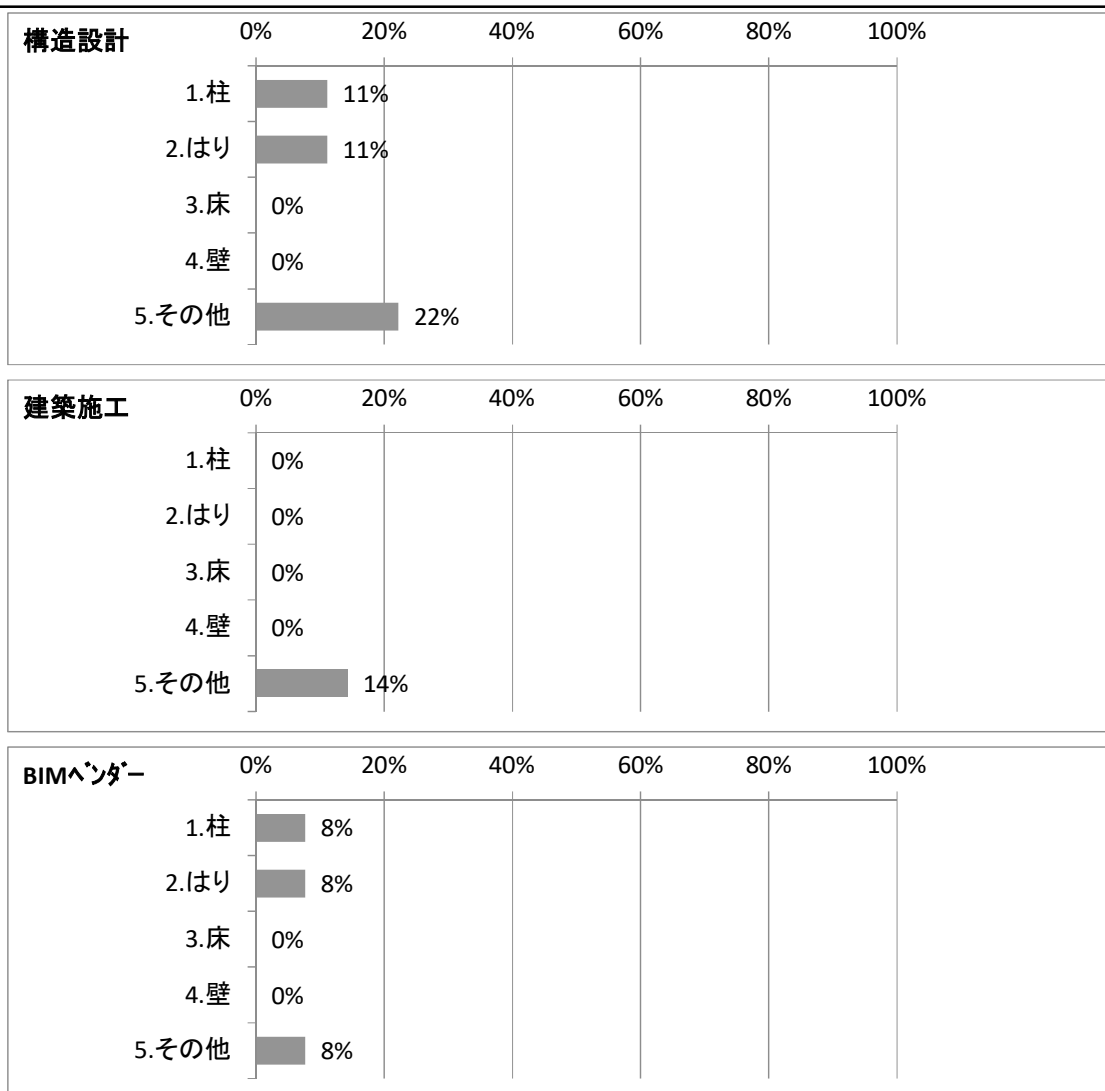 構造設計
0% 20% 40% 60% 80% 100%
1.柱 11%
2.はり 11%
3.床 0%
4.壁 0%
5.その他 22%
建築施工
0% 20% 40% 60% 80% 100%
1.柱 0%
2.はり 0%
3.床 0%
4.壁 0%
5.その他 14%
BIMベンダー
0% 20% 40% 60% 80% 100%
1.柱 8%
2.はり 8%
3.床 0%
4.壁 0%
5.その他 8%